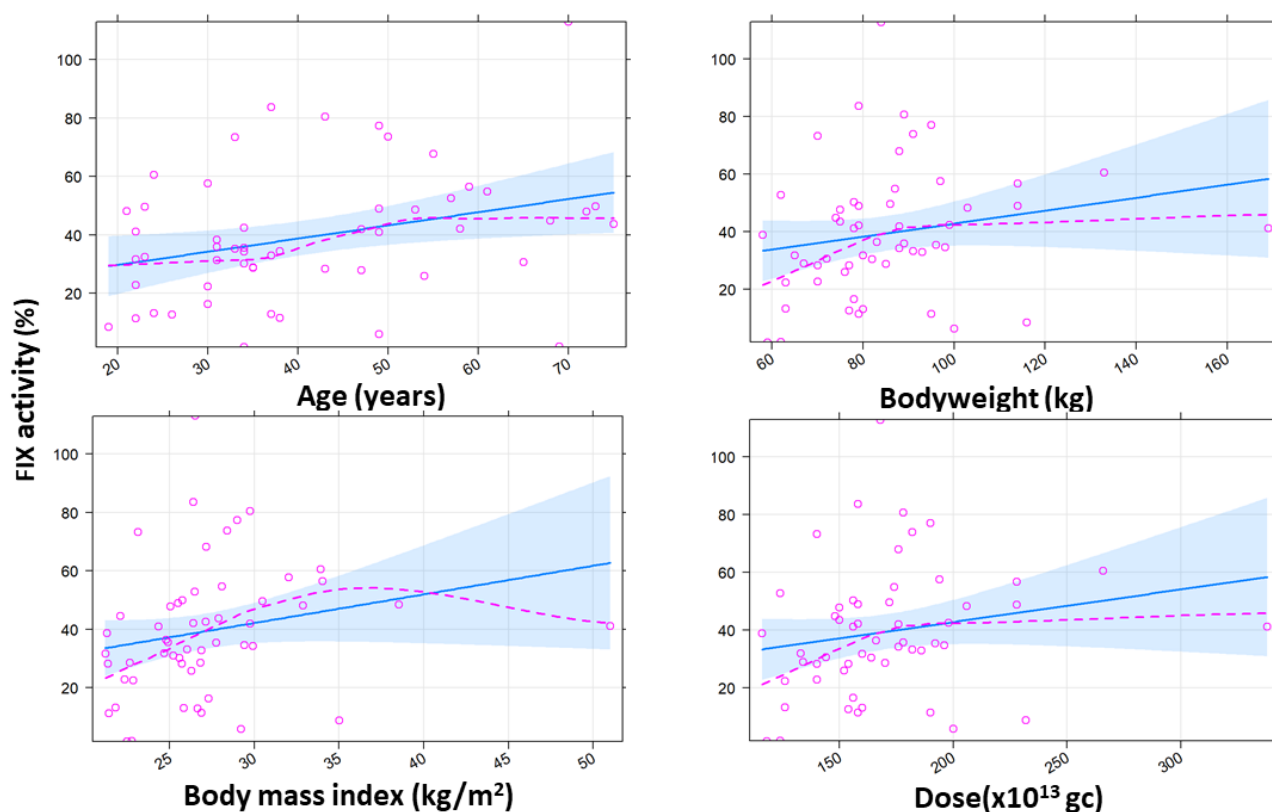 100
80
60
40
20
20 30 40 50 60 70
Age (years)
100
80
60
40
20
60 80 100 120 140 160
Bodyweight (kg)
FIX activity (%)
100
80
60
40
20
25 30 35 40 45 50
Body mass index (kg/m²)
100
80
60
40
20
150 200 250 300
Dose(x10¹³ gc)